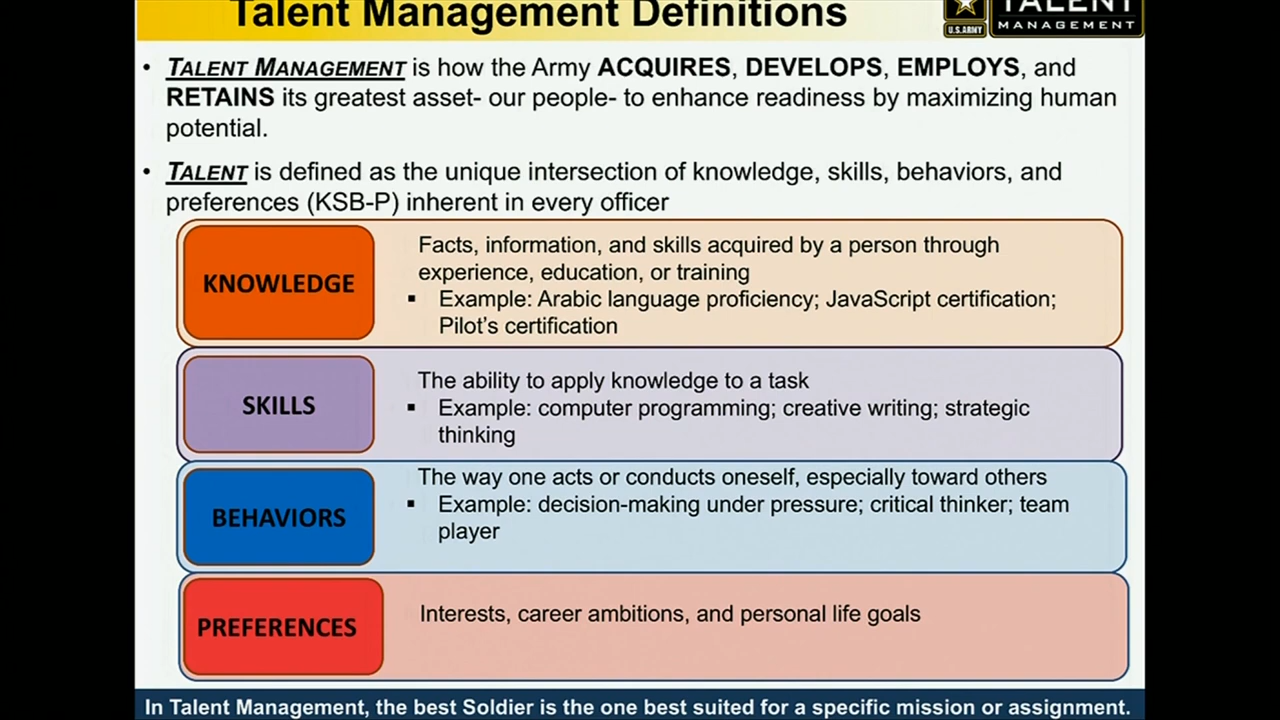 Talent Management Definitions
U.S.ARMY
TALENT
MANAGEMENT
• TALENT MANAGEMENT is how the Army ACQUIRES, DEVELOPS, EMPLOYS, and
RETAINS its greatest asset- our people- to enhance readiness by maximizing human
potential.
• TALENT is defined as the unique intersection of knowledge, skills, behaviors, and
preferences (KSB-P) inherent in every officer
KNOWLEDGE
Facts, information, and skills acquired by a person through
experience, education, or training
▪ Example: Arabic language proficiency; JavaScript certification;
Pilot's certification
SKILLS
The ability to apply knowledge to a task
▪ Example: computer programming; creative writing; strategic
thinking
BEHAVIORS
The way one acts or conducts oneself, especially toward others
▪ Example: decision-making under pressure; critical thinker; team
player
PREFERENCES
Interests, career ambitions, and personal life goals
In Talent Management, the best Soldier is the one best suited for a specific mission or assignment.